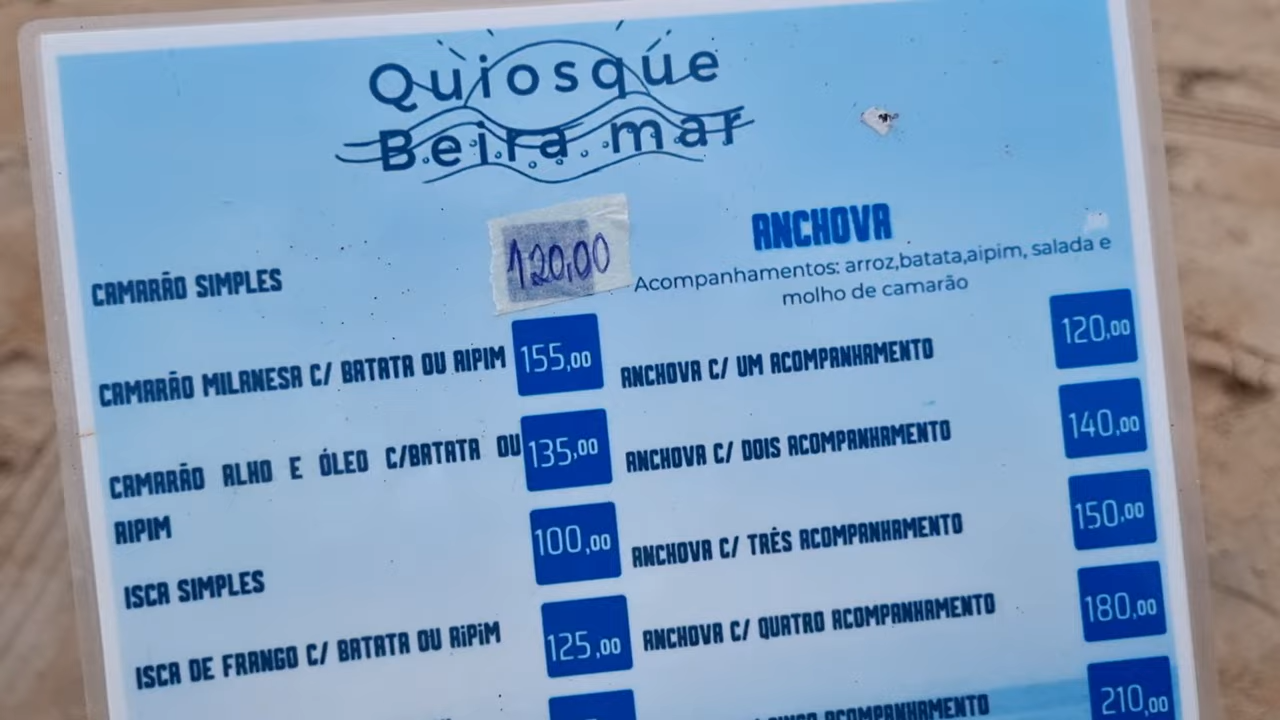 Quiosque
Beira mar
CAMARÃO SIMPLES 120,00
CAMARÃO MILANESA C/ BATATA OU AIPIM 155,00
CAMARÃO ALHO E ÓLEO C/BATATA OU 135,00
AIPIM
ISCA SIMPLES 100,00
ISCA DE FRANGO C/ BATATA OU AIPIM 125,00
ANCHOVA
Acompanhamentos: arroz,batata,aipim, salada e
molho de camarão
ANCHOVA C/ UM ACOMPANHAMENTO 120,00
ANCHOVA C/ DOIS ACOMPANHAMENTO 140,00
ANCHOVA C/ TRÊS ACOMPANHAMENTO 150,00
ANCHOVA C/ QUATRO ACOMPANHAMENTO 180,00
ACOMPANHAMENTO 210,00